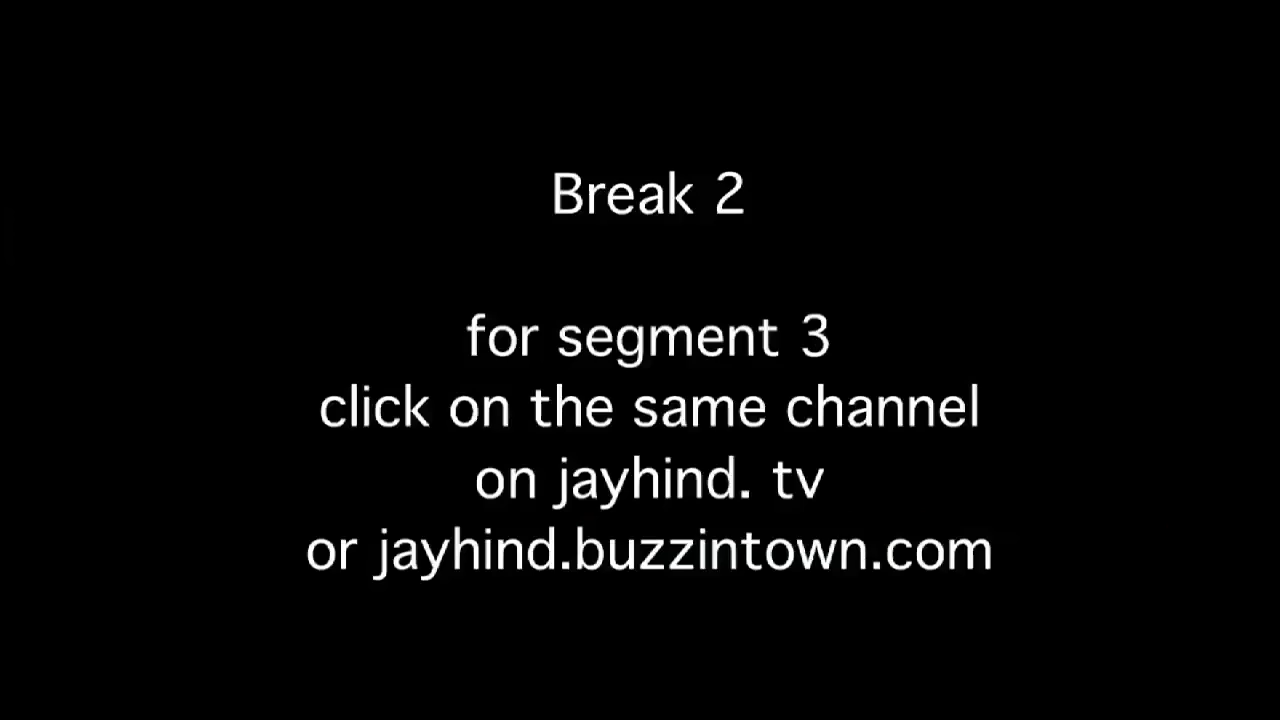 Break 2
for segment 3
click on the same channel
on jayhind. tv
or jayhind.buzzintown.com